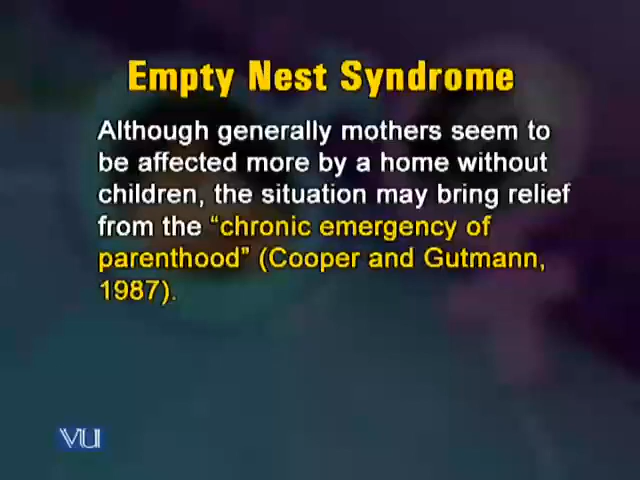 Empty Nest Syndrome
Although generally mothers seem to
be affected more by a home without
children, the situation may bring relief
from the “chronic emergency of
parenthood” (Cooper and Gutmann,
1987).
VU